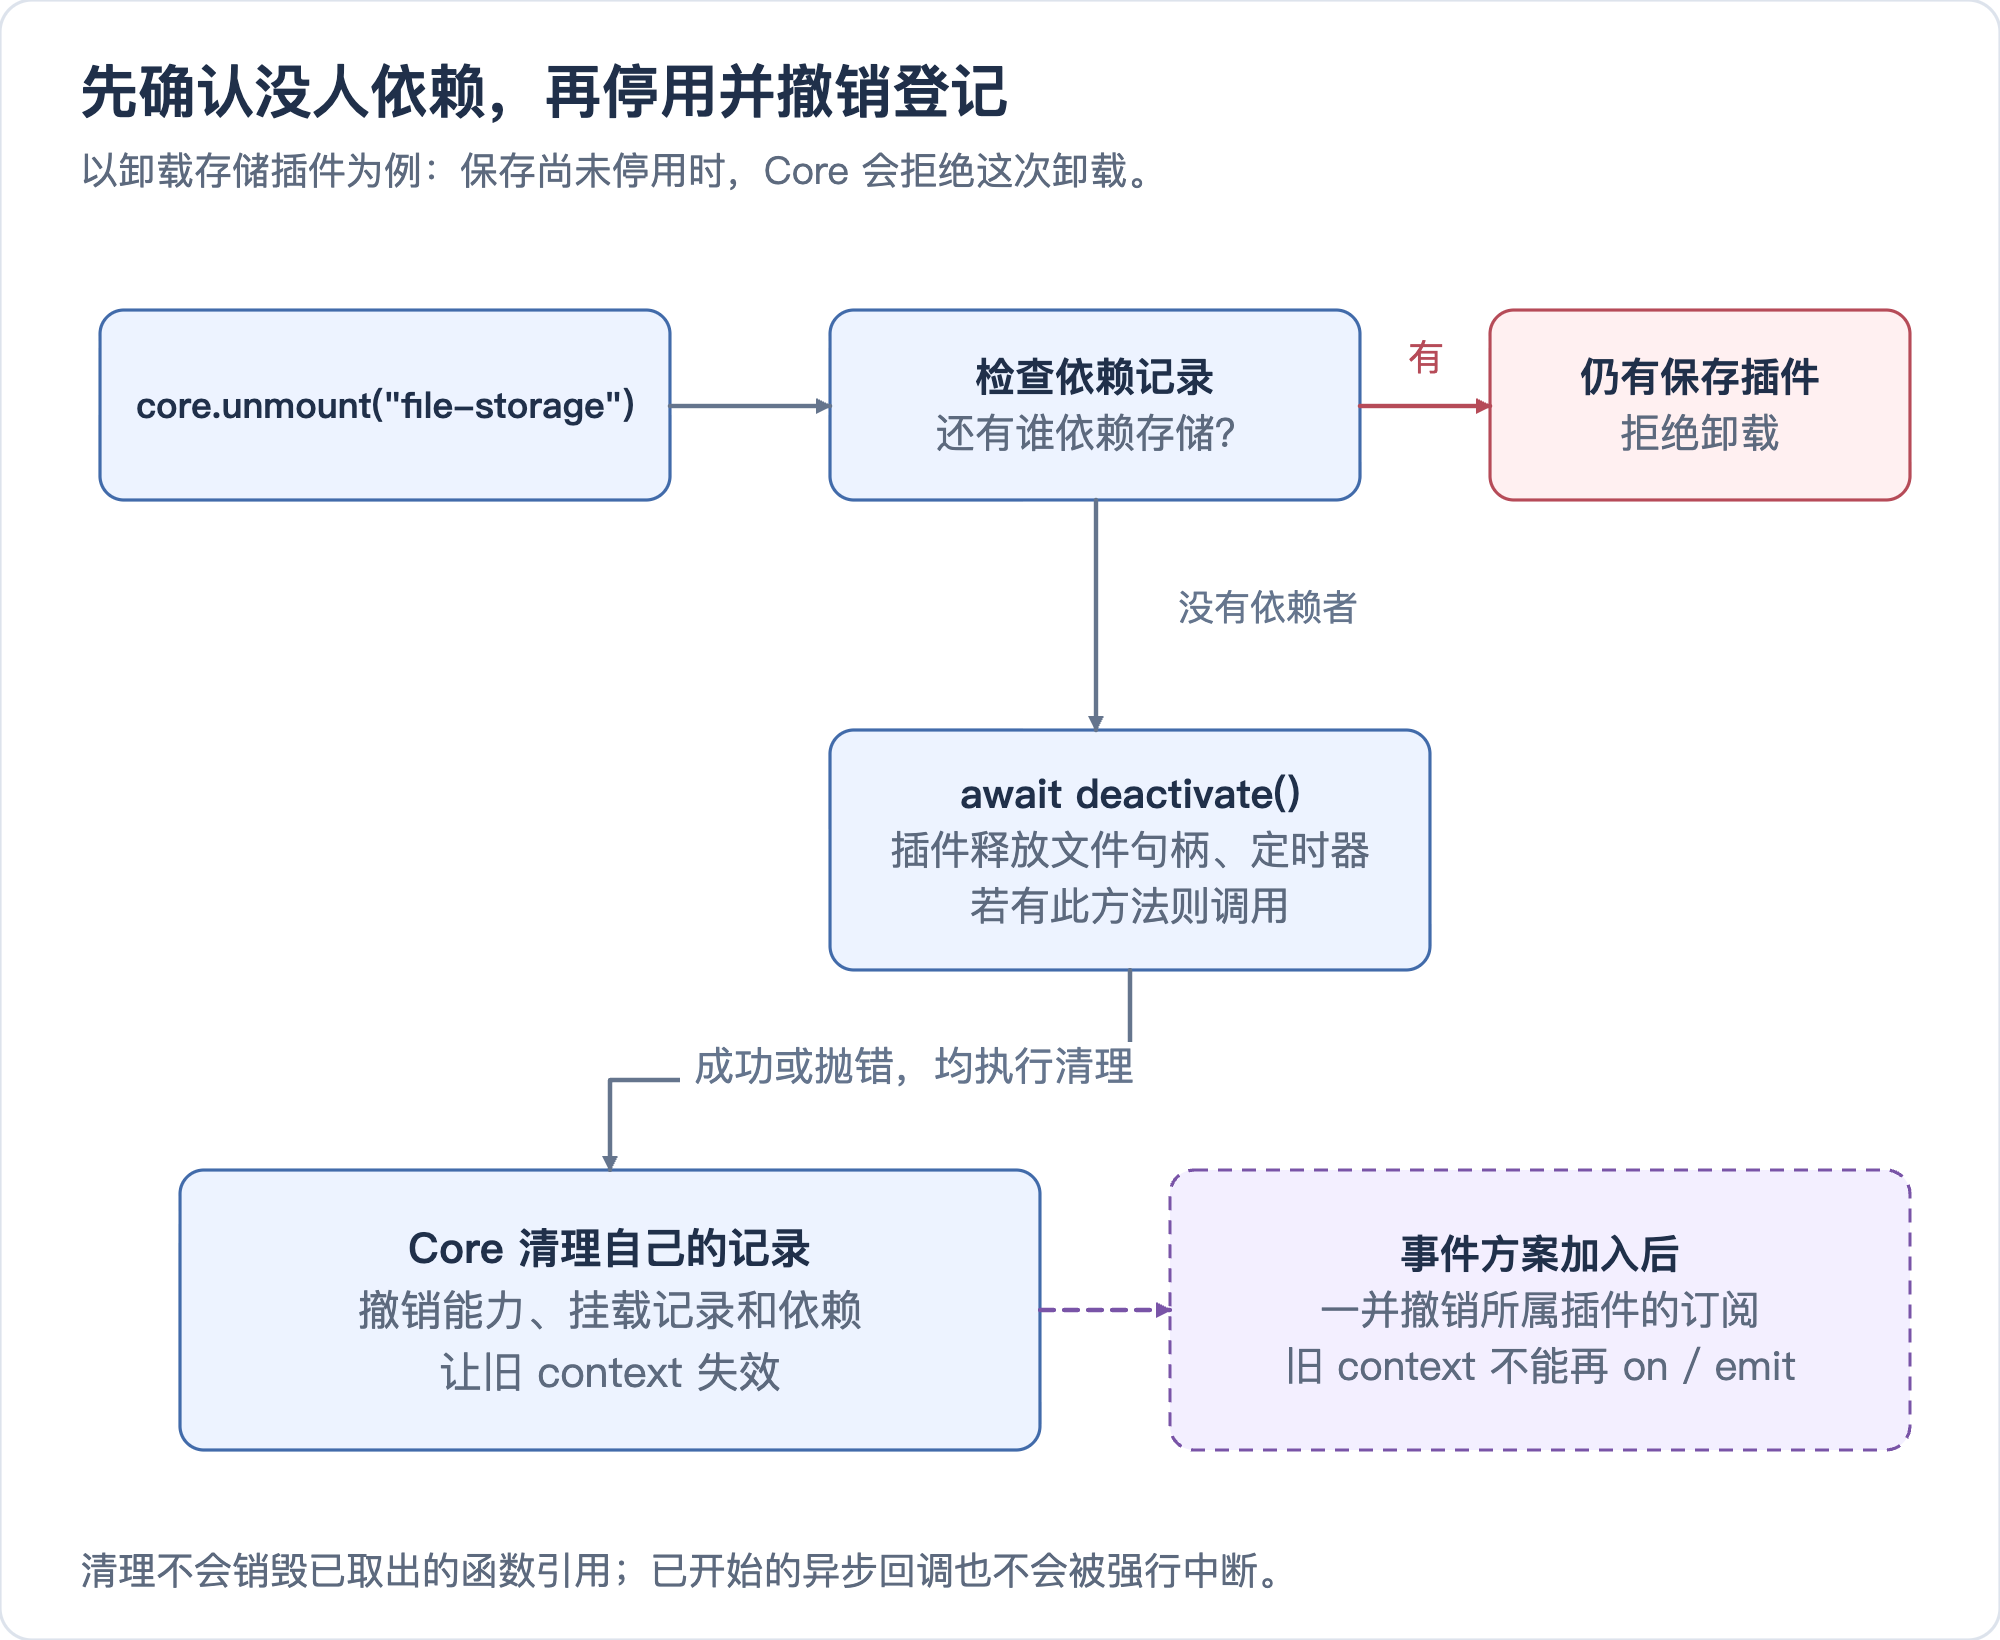 先确认没人依赖，再停用并撤销登记
以卸载存储插件为例：保存尚未停用时，Core 会拒绝这次卸载。
core.unmount("file-storage")
检查依赖记录
还有谁依赖存储?
有
仍有保存插件
拒绝卸载
没有依赖者
await deactivate()
插件释放文件句柄、定时器
若有此方法则调用
成功或抛错，均执行清理
Core 清理自己的记录
撤销能力、挂载记录和依赖
让旧 context 失效
事件方案加入后
一并撤销所属插件的订阅
旧 context 不能再 on / emit
清理不会销毁已取出的函数引用；已开始的异步回调也不会被强行中断。